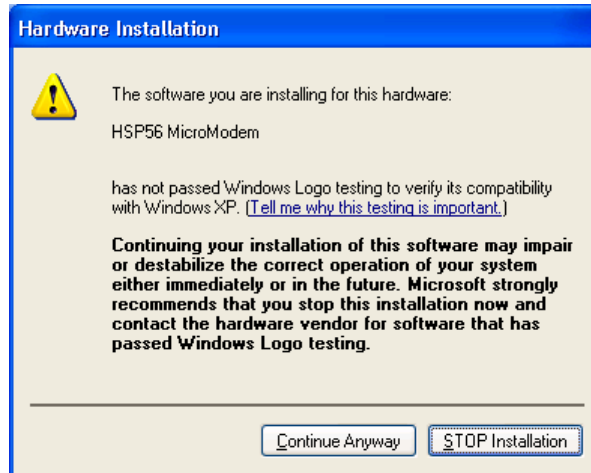 Hardware Installation
The software you are installing for this hardware:
HSP56 MicroModem
has not passed Windows Logo testing to verify its compatibility
with Windows XP. (Tell me why this testing is important.)
Continuing your installation of this software may impair
or destabilize the correct operation of your system
either immediately or in the future. Microsoft strongly
recommends that you stop this installation now and
contact the hardware vendor for software that has
passed Windows Logo testing.
Continue Anyway STOP Installation